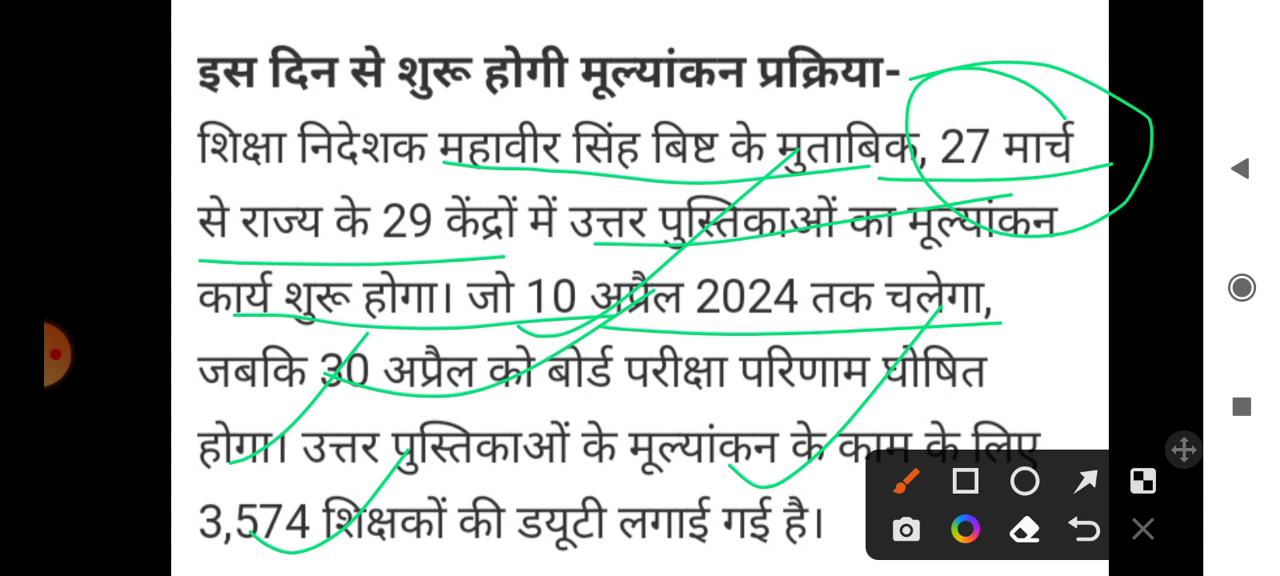 इस दिन से शुरू होगी मूल्यांकन प्रक्रिया-
शिक्षा निदेशक महावीर सिंह बिष्ट के मुताबिक, 27 मार्च
से राज्य के 29 केंद्रों में उत्तर पुस्तिकाओं का मूल्यांकन
कार्य शुरू होगा। जो 10 अप्रैल 2024 तक चलेगा,
जबकि 30 अप्रैल को बोर्ड परीक्षा परिणाम घोषित
होगा। उत्तर पुस्तिकाओं के मूल्यांकन के काम के लिए
3,574 शिक्षकों की डयूटी लगाई गई है।